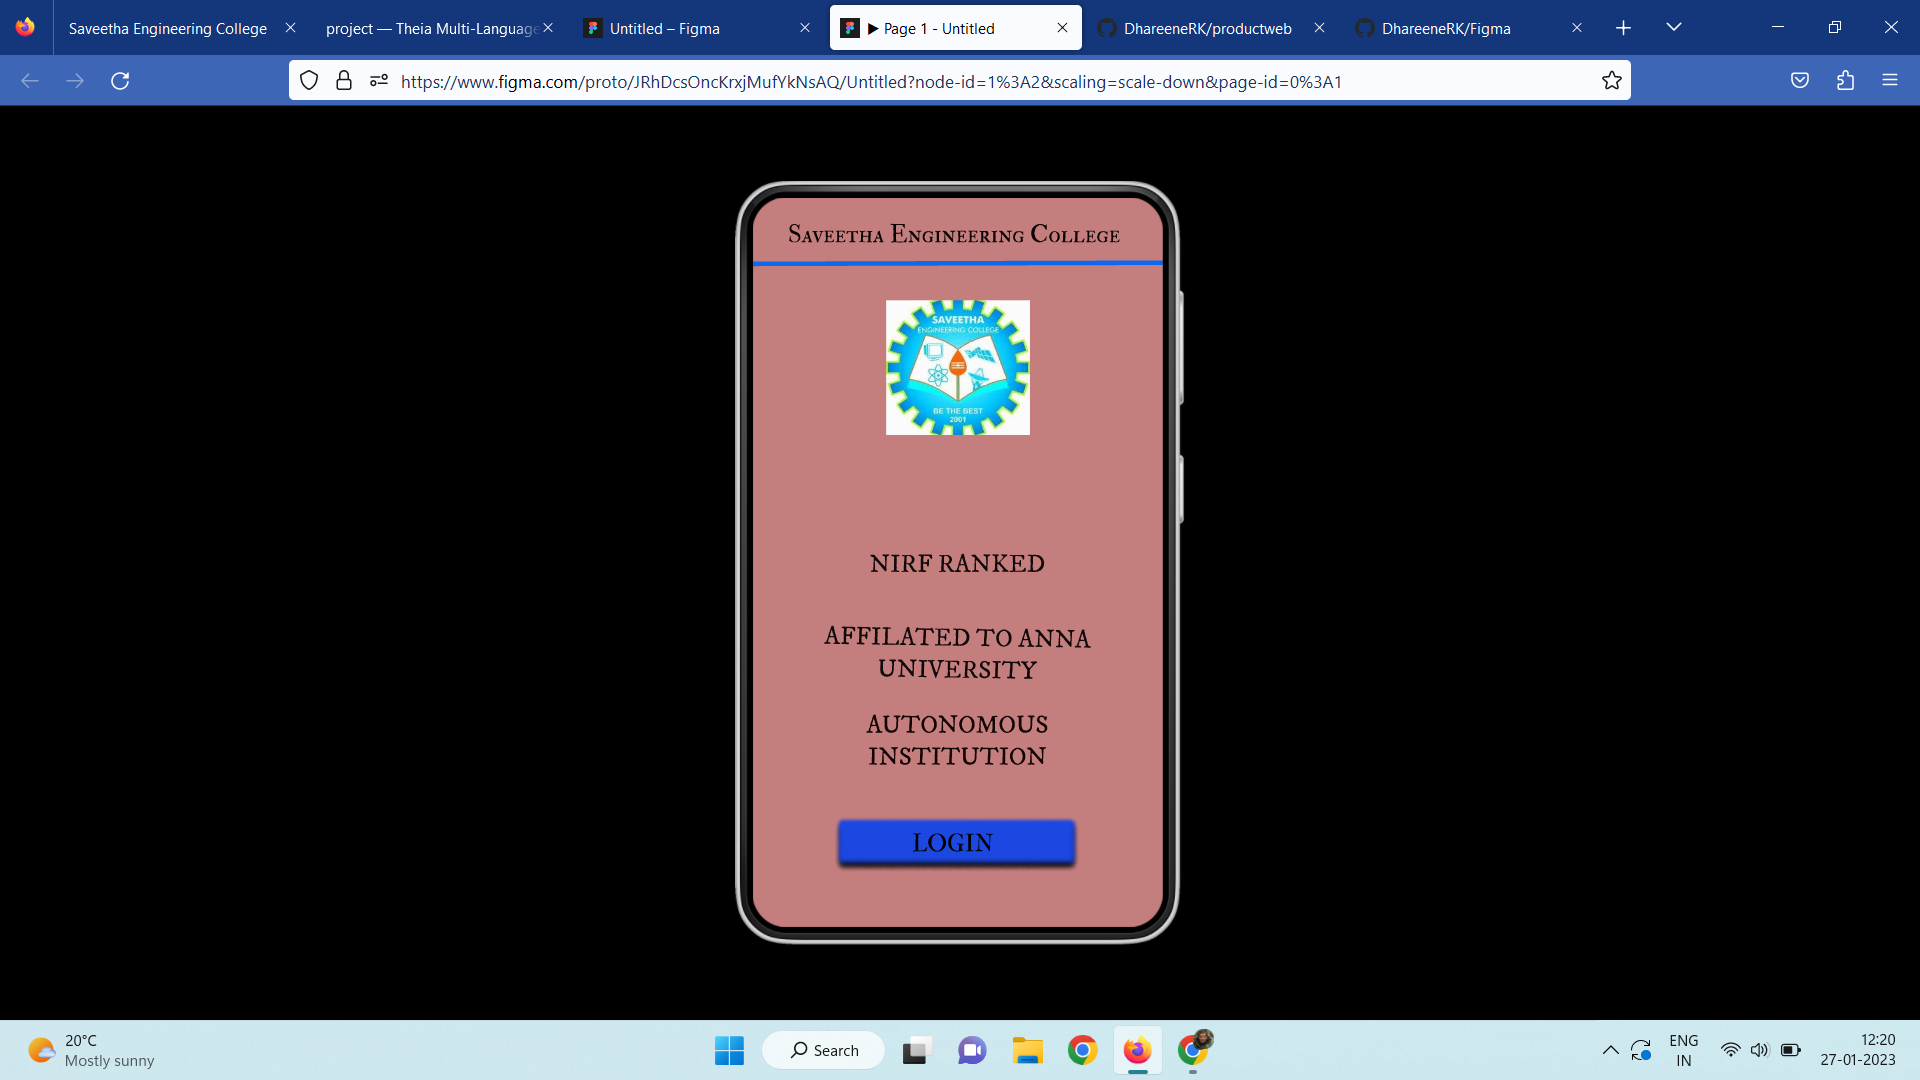 Saveetha Engineering College
project — Theia Multi-Language
Untitled – Figma
▶ Page 1 - Untitled
DhareeneRK/productweb
DhareeneRK/Figma
https://www.figma.com/proto/JRhDcsOncKrxjMufYkNsAQ/Untitled?node-id=1%3A2&scaling=scale-down&page-id=0%3A1
Saveetha Engineering College
SAVEETHA
ENGINEERING COLLEGE
BE THE BEST
2001
NIRF RANKED
AFFILATED TO ANNA
UNIVERSITY
AUTONOMOUS
INSTITUTION
LOGIN
20°C
Mostly sunny
Search
ENG
IN
12:20
27-01-2023